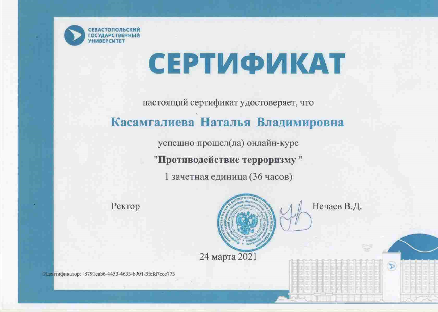 СЕВАСТОПОЛЬСКИЙ
ГОСУДАРСТВЕННЫЙ
УНИВЕРСИТЕТ
СЕРТИФИКАТ
настоящий сертификат удостоверяет, что
Касамгалиева Наталья Владимировна
успешно прошел(ла) онлайн-курс
"Противодействие терроризму "
1 зачетная единица (36 часов)
Ректор
Нечаев В.Д.
24 марта 2021
Идентификатор: